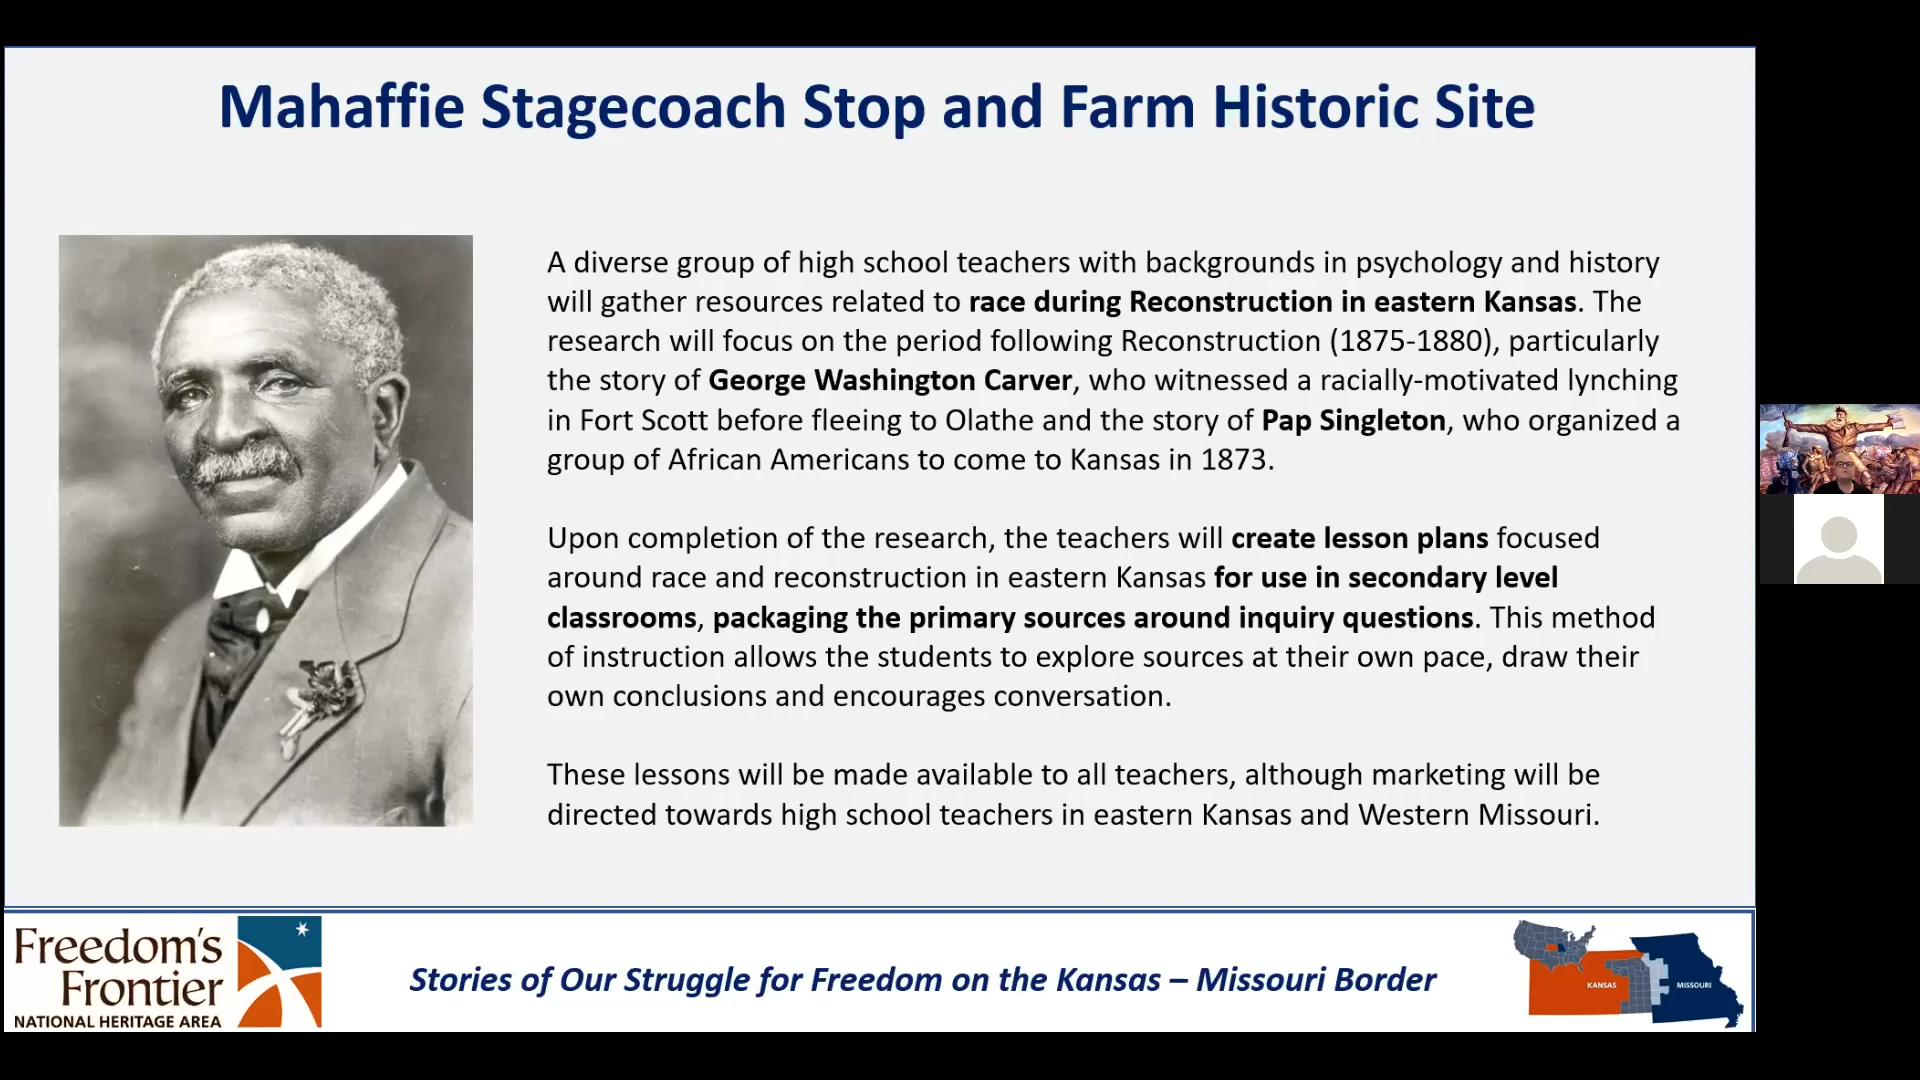 Mahaffie Stagecoach Stop and Farm Historic Site
A diverse group of high school teachers with backgrounds in psychology and history
will gather resources related to race during Reconstruction in eastern Kansas. The
research will focus on the period following Reconstruction (1875-1880), particularly
the story of George Washington Carver, who witnessed a racially-motivated lynching
in Fort Scott before fleeing to Olathe and the story of Pap Singleton, who organized a
group of African Americans to come to Kansas in 1873.
Upon completion of the research, the teachers will create lesson plans focused
around race and reconstruction in eastern Kansas for use in secondary level
classrooms, packaging the primary sources around inquiry questions. This method
of instruction allows the students to explore sources at their own pace, draw their
own conclusions and encourages conversation.
These lessons will be made available to all teachers, although marketing will be
directed towards high school teachers in eastern Kansas and Western Missouri.
Freedom's
Frontier
NATIONAL HERITAGE AREA
Stories of Our Struggle for Freedom on the Kansas – Missouri Border
KANSAS
MISSOURI